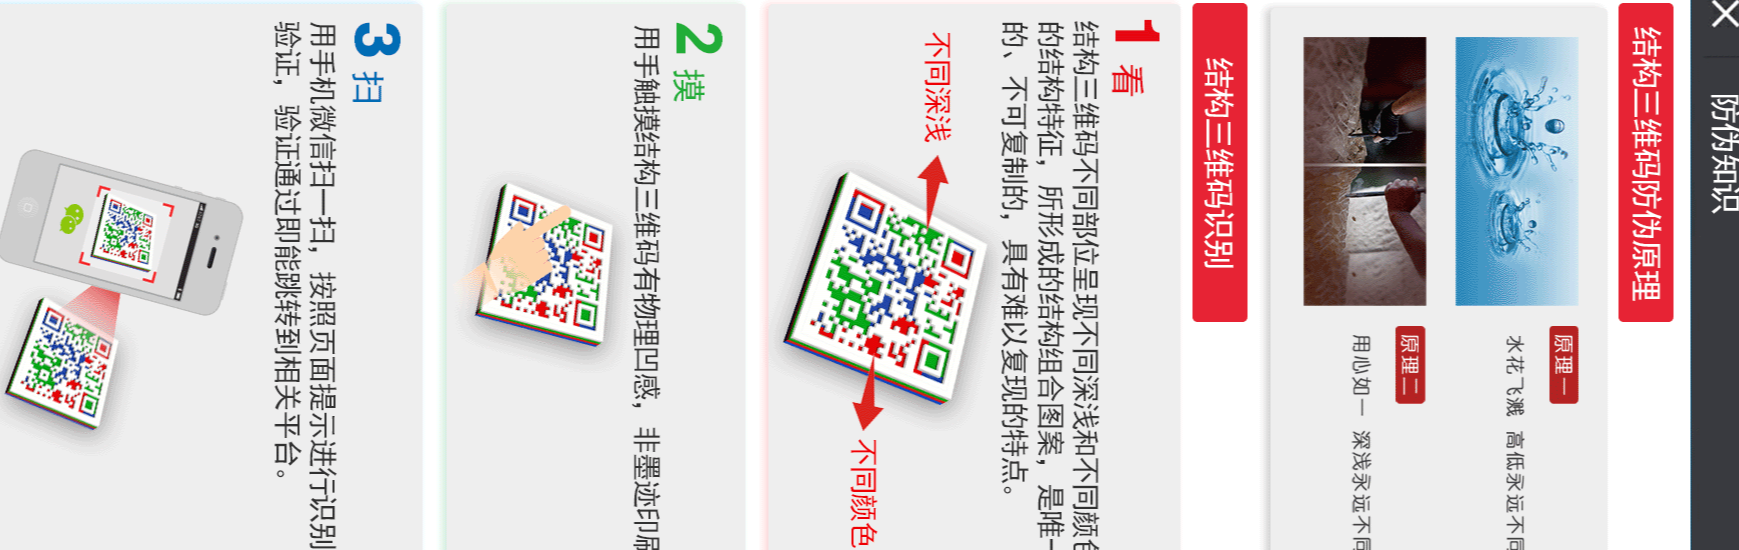 防伪知识
结构三维码防伪原理
原理一
水花飞溅 高低永远不同
原理二
用心如一 深浅永远不同
结构三维码识别
1 看
结构三维码不同部位呈现不同深浅和不同颜色
的结构特征，所形成的结构组合图案，是唯一
的、不可复制的，具有难以复现的特点。
不同深浅
不同颜色
2 摸
用手触摸结构三维码有物理凹感，非墨迹印刷
3 扫
用手机微信扫一扫，按照页面提示进行识别
验证，验证通过即能跳转到相关平台。